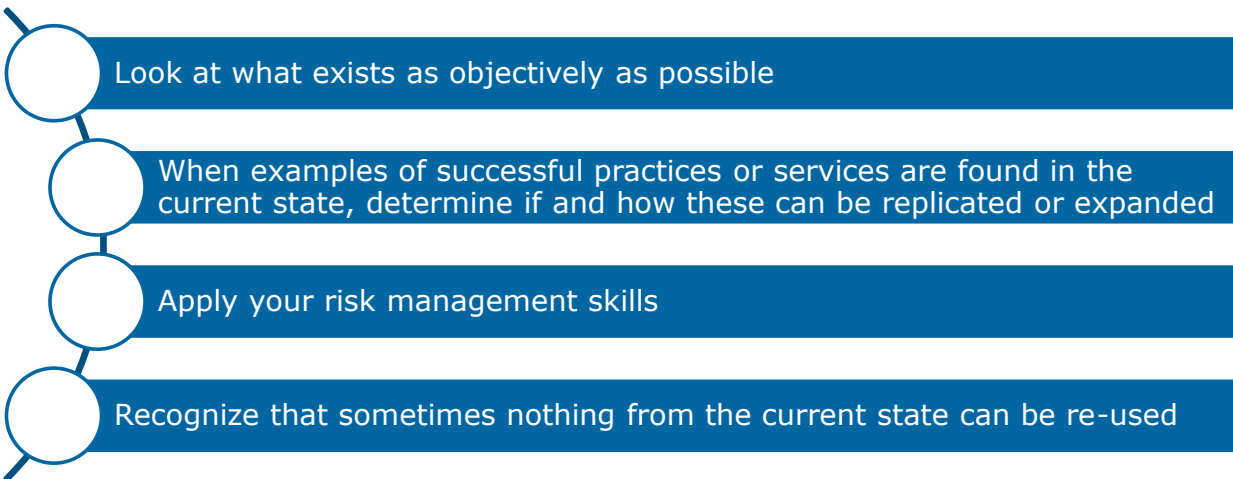 Look at what exists as objectively as possible
When examples of successful practices or services are found in the
current state, determine if and how these can be replicated or expanded
Apply your risk management skills
Recognize that sometimes nothing from the current state can be re-used